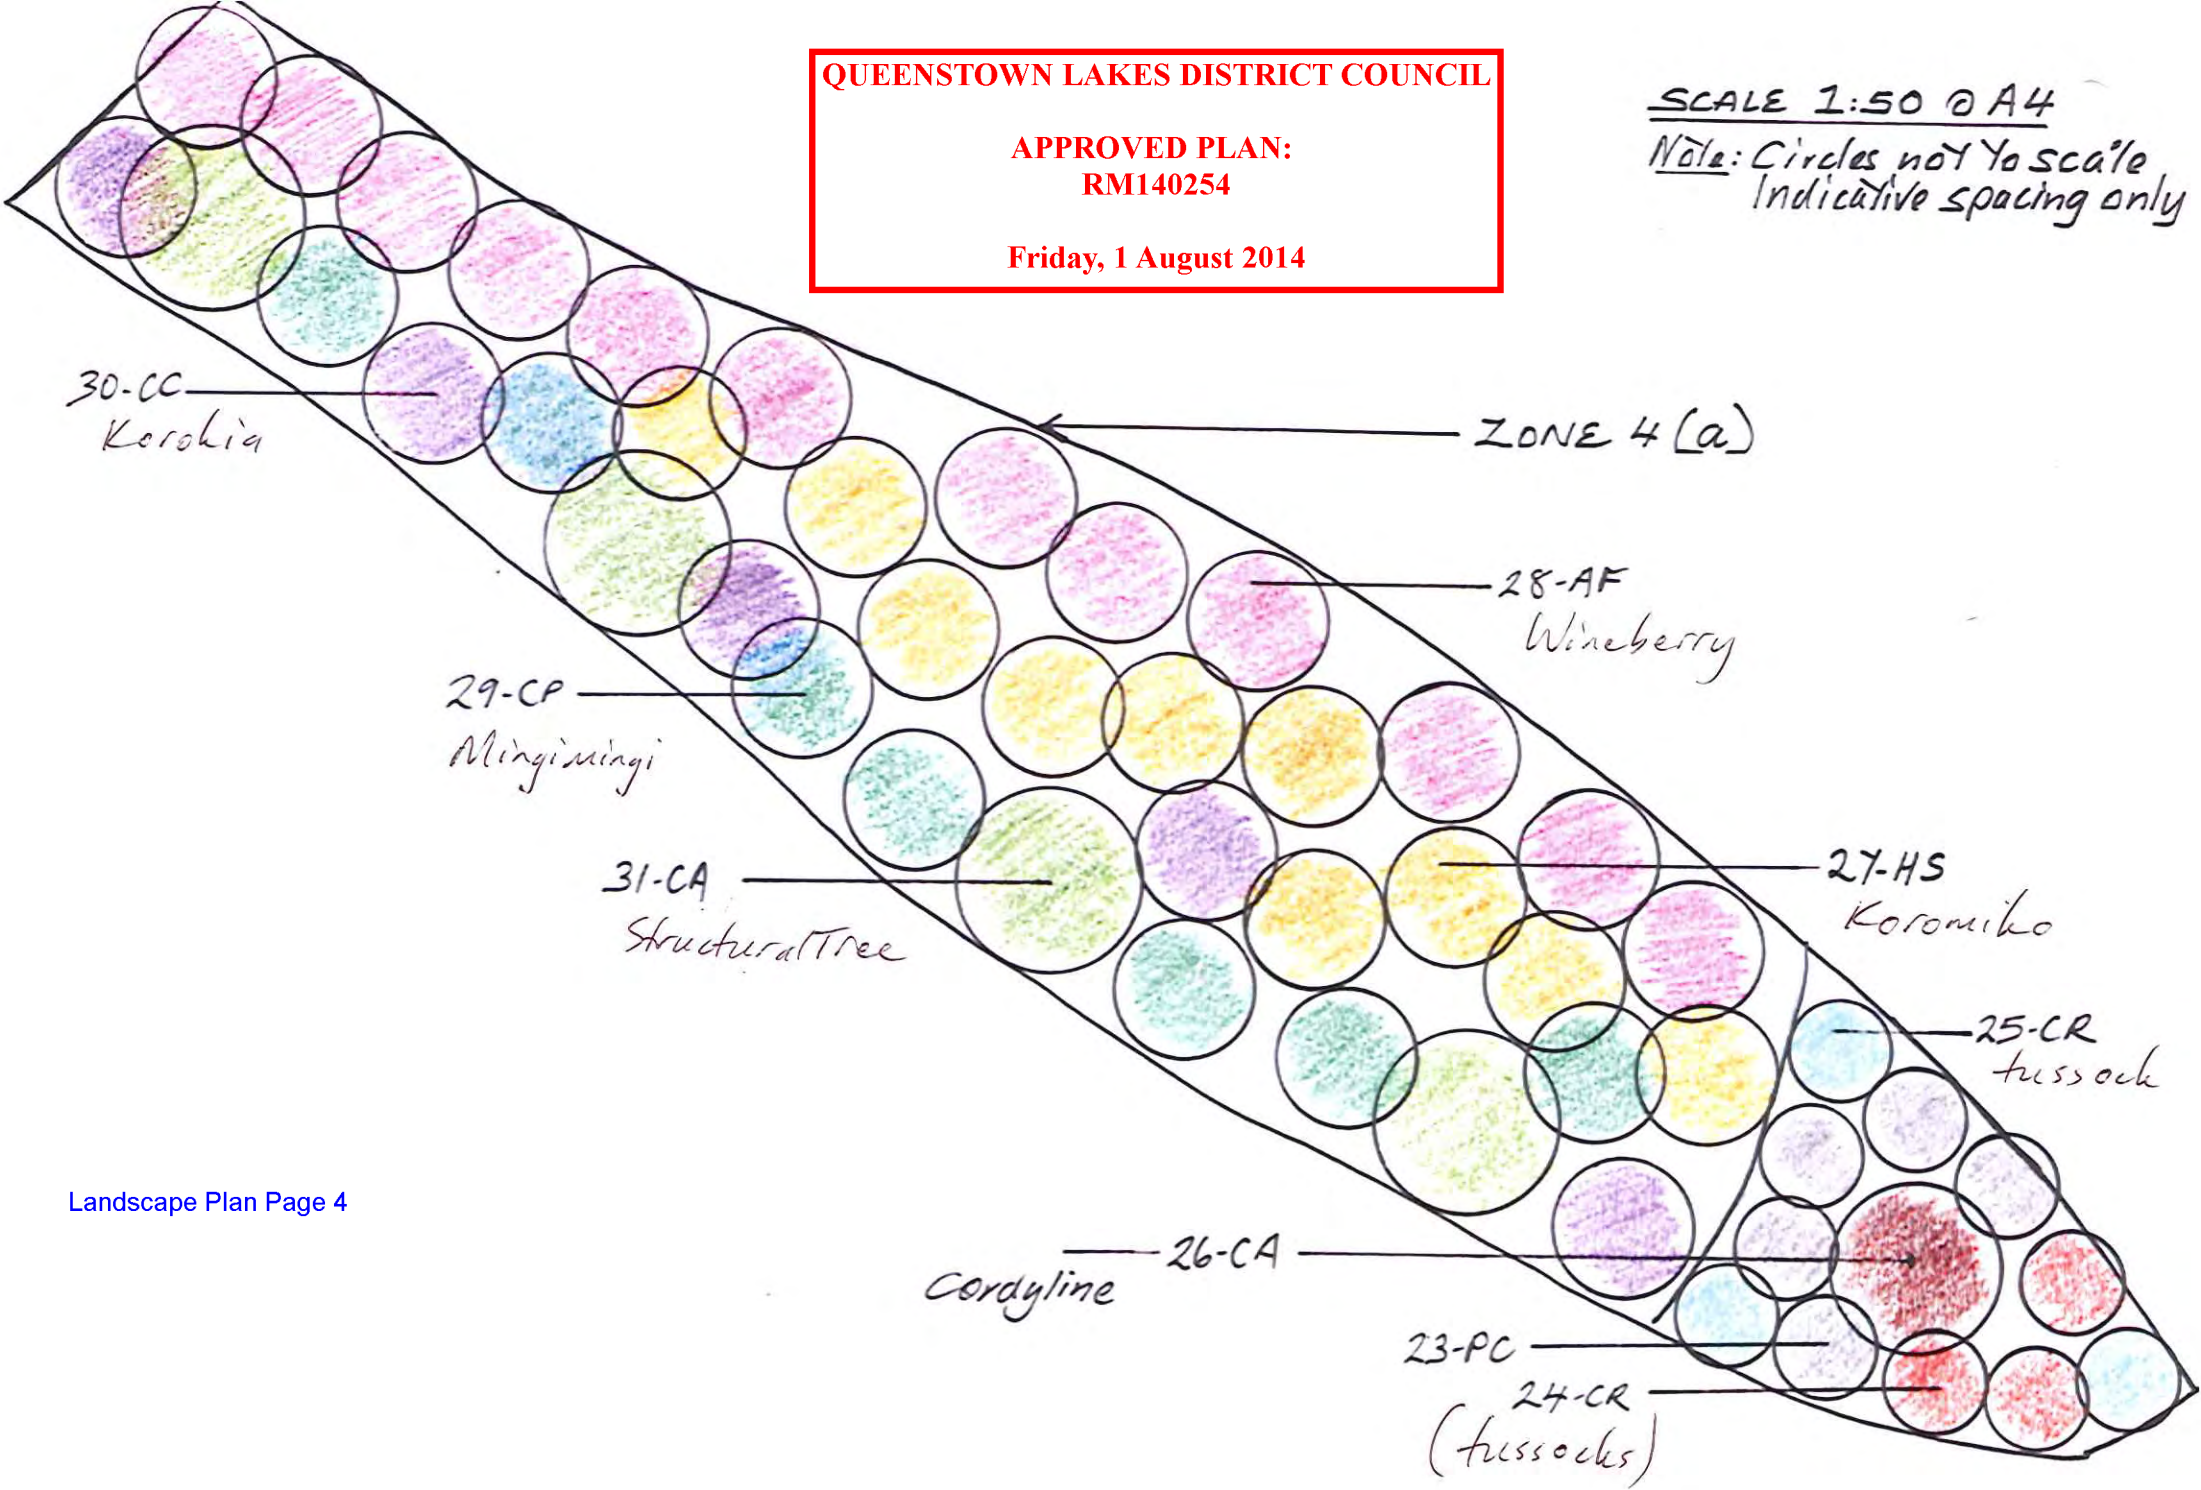 QUEENSTOWN LAKES DISTRICT COUNCIL
APPROVED PLAN:
RM140254
Friday, 1 August 2014
SCALE 1:50 @ A4
Note: Circles not to scale,
Indicative spacing only
30-CC
Korokia
ZONE 4 (a)
28-AF
Wineberry
29-CP
Mingimingi
31-CA
Structural Tree
27-HS
Koromiko
25-CR
tussock
Landscape Plan Page 4
26-CA
Cordyline
23-PC
24-CR
(tussocks)